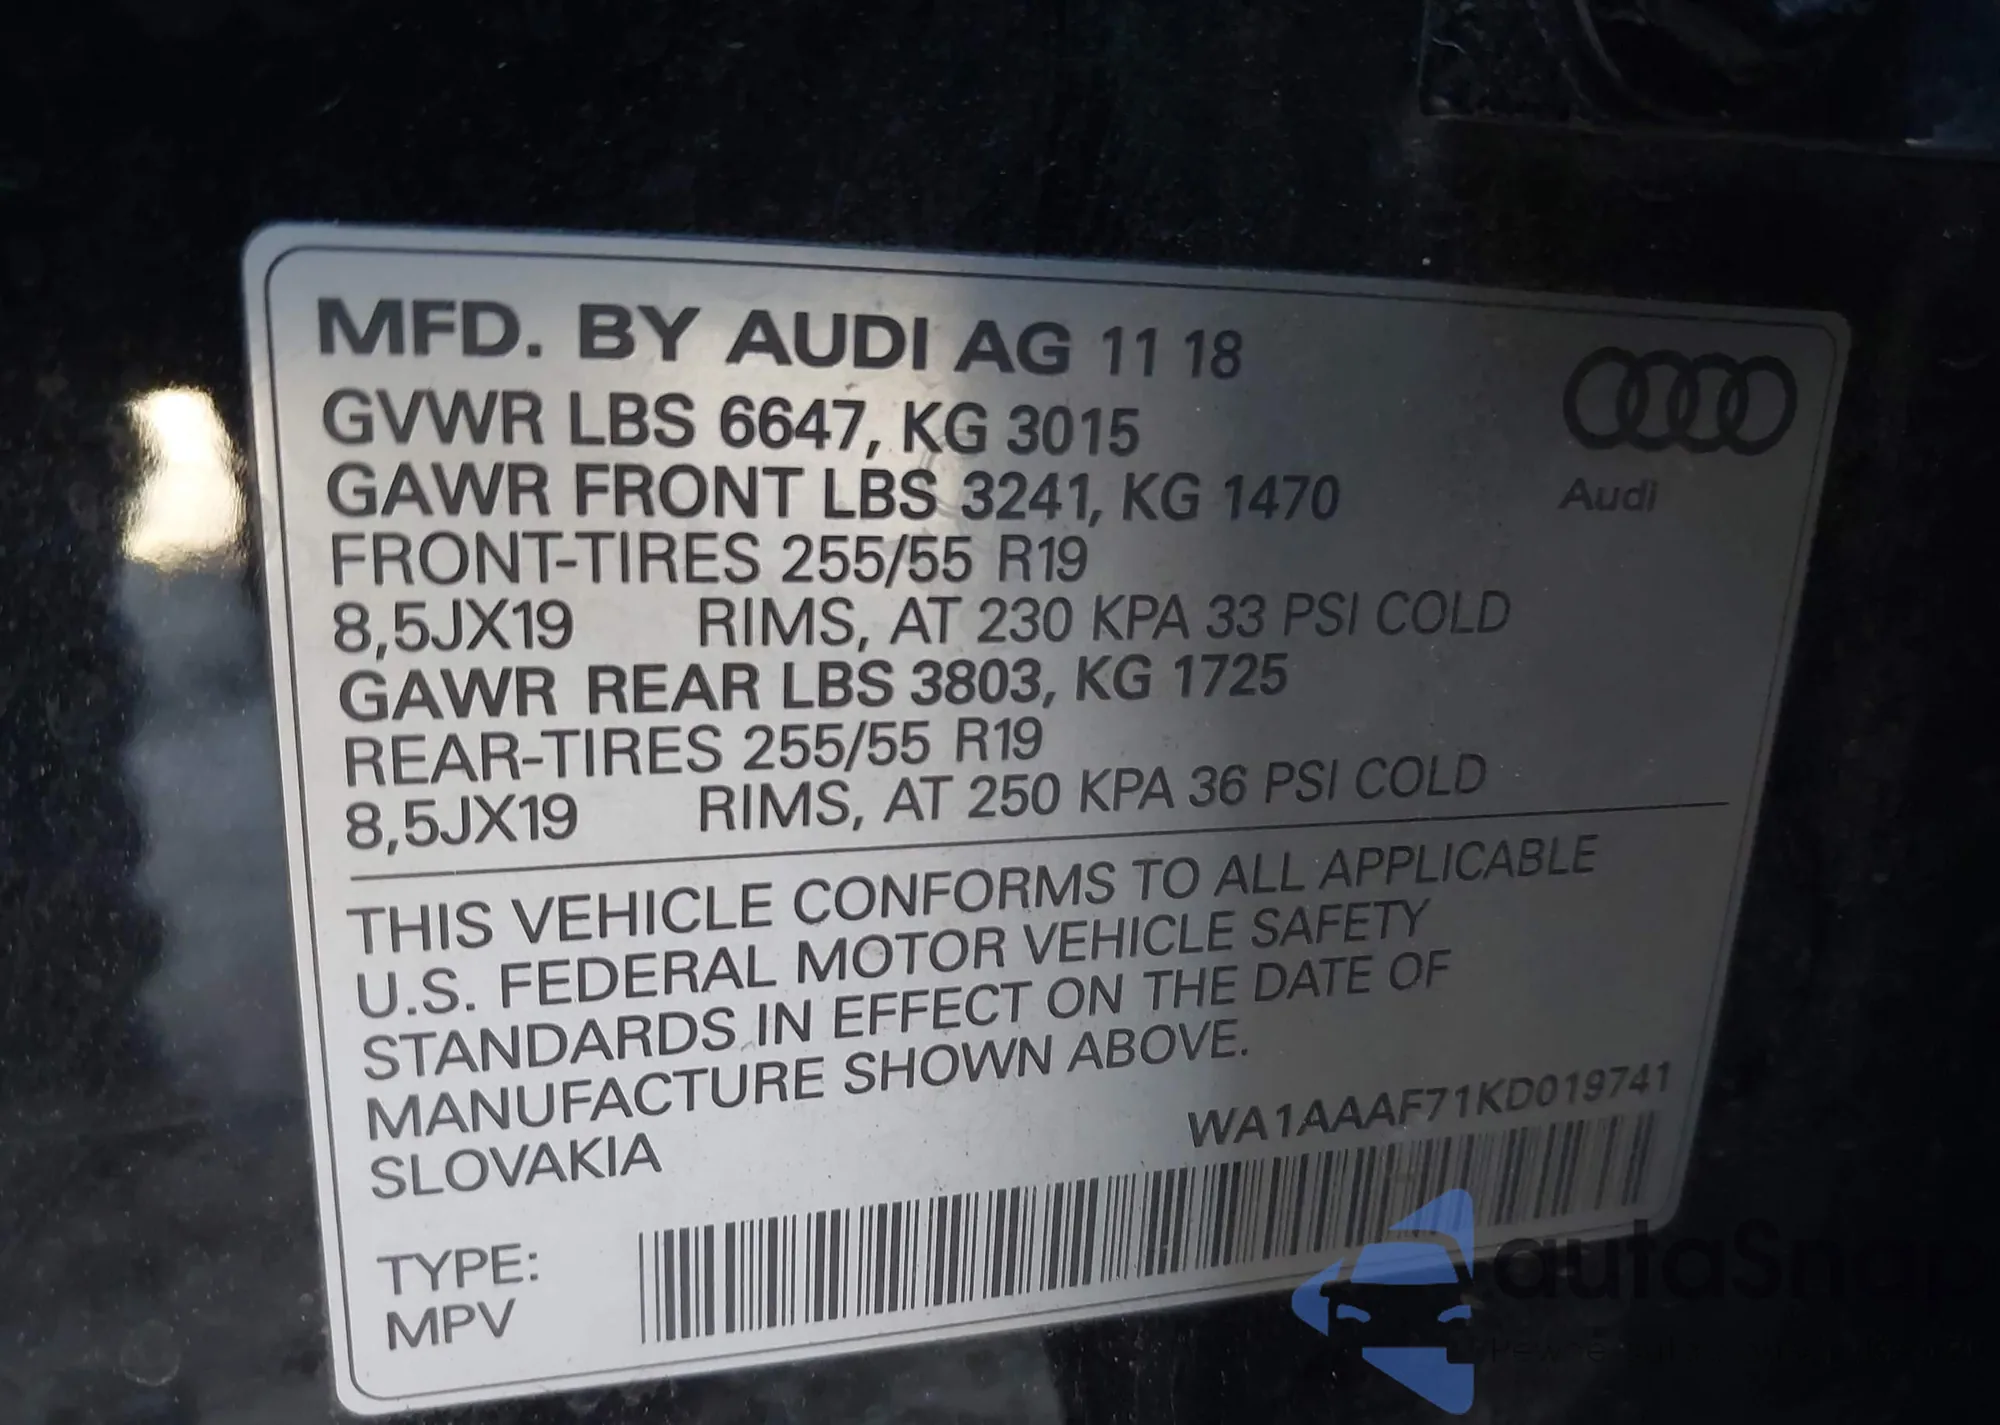 MFD. BY AUDI AG 11 18
GVWR LBS 6647, KG 3015
GAWR FRONT LBS 3241, KG 1470
FRONT-TIRES 255/55 R19
8,5JX19 RIMS, AT 230 KPA 33 PSI COLD
GAWR REAR LBS 3803, KG 1725
REAR-TIRES 255/55 R19
8,5JX19 RIMS, AT 250 KPA 36 PSI COLD
Audi
THIS VEHICLE CONFORMS TO ALL APPLICABLE
U.S. FEDERAL MOTOR VEHICLE SAFETY
STANDARDS IN EFFECT ON THE DATE OF
MANUFACTURE SHOWN ABOVE.
SLOVAKIA
WA1AAAF71KD019741
TYPE:
MPV
autaSna